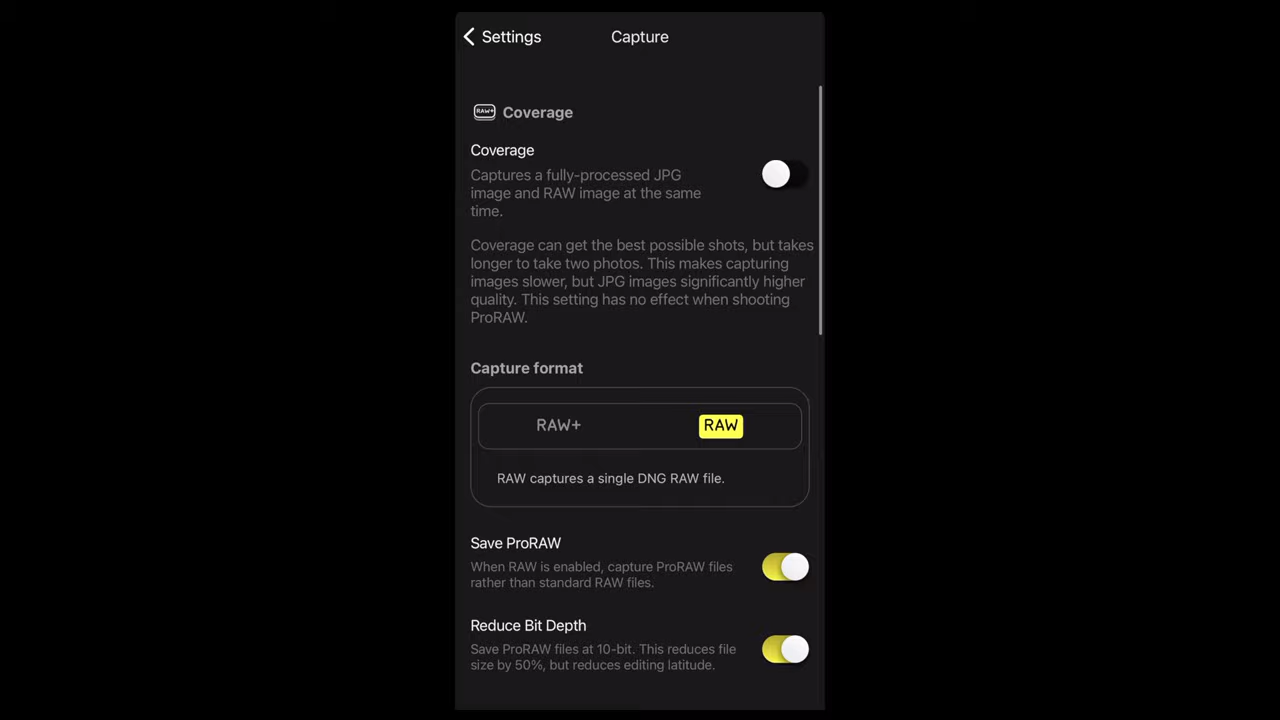 Settings
Capture
RAW+
Coverage
Coverage
Captures a fully-processed JPG
image and RAW image at the same
time.
Coverage can get the best possible shots, but takes
longer to take two photos. This makes capturing
images slower, but JPG images significantly higher
quality. This setting has no effect when shooting
ProRAW.
Capture format
RAW+
RAW
RAW captures a single DNG RAW file.
Save ProRAW
When RAW is enabled, capture ProRAW files
rather than standard RAW files.
Reduce Bit Depth
Save ProRAW files at 10-bit. This reduces file
size by 50%, but reduces editing latitude.